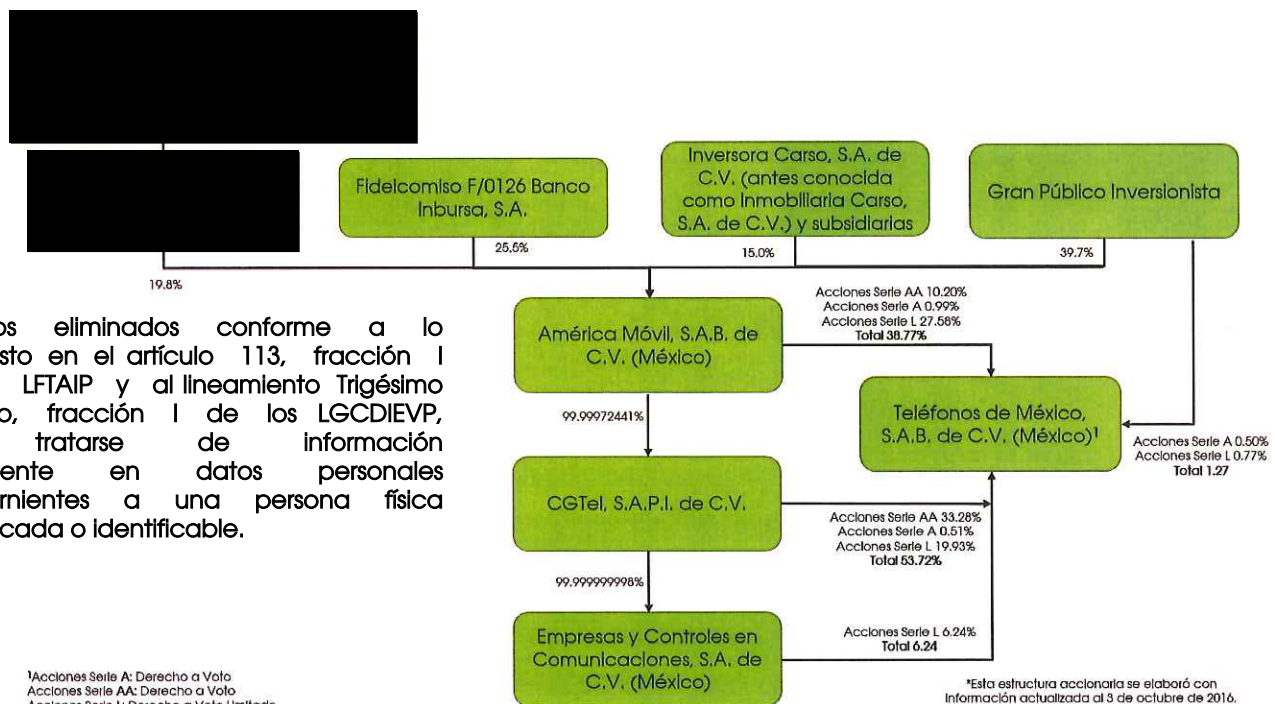 Fideicomiso F/0126 Banco
Inbursa, S.A.
Inversora Carso, S.A. de
C.V. (antes conocida
como Inmobiliaria Carso,
S.A. de C.V.) y subsidiarias
Gran Público Inversionista
19.8%
25.5%
15.0%
39.7%
os eliminados conforme a lo
sto en el artículo 113, fracción I
LFTAIP y al lineamiento Trigésimo
o, fracción I de los LGCDIEVP,
tratarse de información
ente en datos personales
rnientes a una persona física
cada o identificable.
América Móvil, S.A.B. de
C.V. (México)
Acciones Serie AA 10.20%
Acciones Serie A 0.99%
Acciones Serie L 27.58%
Total 38.77%
Teléfonos de México,
S.A.B. de C.V. (México)¹
Acciones Serie A 0.50%
Acciones Serie L 0.77%
Total 1.27
99.99972441%
CGTel, S.A.P.I. de C.V.
Acciones Serie AA 33.28%
Acciones Serie A 0.51%
Acciones Serie L 19.93%
Total 53.72%
99.999999998%
Empresas y Controles en
Comunicaciones, S.A. de
C.V. (México)
Acciones Serie L 6.24%
Total 6.24
¹Acciones Serie A: Derecho a Voto
Acciones Serie AA: Derecho a Voto
Acciones Serie L: Derecho a Voto Limitado
*Esta estructura accionaria se elaboró con
información actualizada al 3 de octubre de 2016.